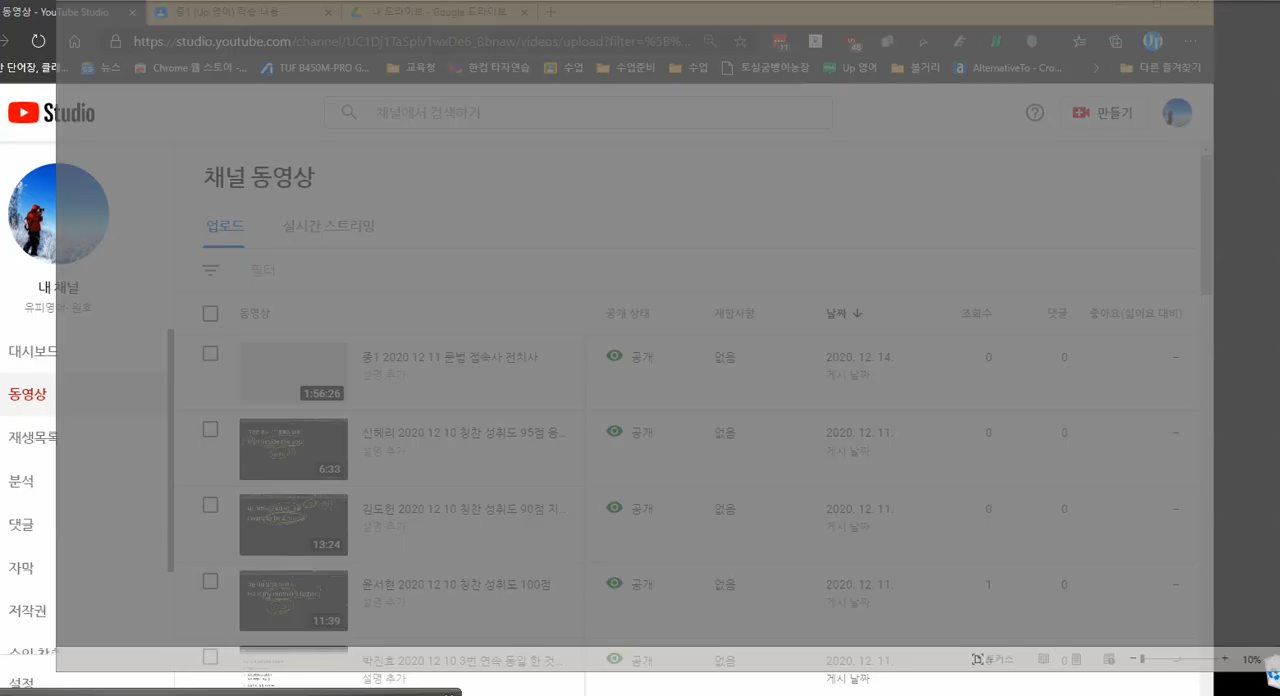 동영상 - YouTube Studio
중1 (Up 영어) 학습 내용
내 드라이브 - Google 드라이브
https://studio.youtube.com/channel/UC1Dj1TaSplvTwxDe6_Bbnaw/videos/upload?filter=%5B%...
11
46
Up
단어장, 클...
뉴스
Chrome 웹 스토어 -...
TUF B450M-PRO G...
교육청
한컴 타자연습
수업
수업준비
수업
토실굼뱅이농장
Up 영어
볼거리
AlternativeTo - Cro...
다른 즐겨찾기
Studio
채널에서 검색하기
만들기
채널 동영상
업로드
실시간 스트리밍
필터
내 채널
유피영어- 원호
동영상
공개 상태
제한사항
날짜
조회수
댓글
좋아요(싫어요 대비)
대시보드
동영상
재생목록
분석
댓글
자막
저작권
설정
1:56:26
중1 2020 12 11 문법 접속사 전치사
설명 추가
공개
없음
2020. 12. 14.
게시 날짜
0
0
–
6:33
신혜리 2020 12 10 칭찬 성취도 95점 응...
설명 추가
공개
없음
2020. 12. 11.
게시 날짜
0
0
–
13:24
김도헌 2020 12 10 칭찬 성취도 90점 지...
설명 추가
공개
없음
2020. 12. 11.
게시 날짜
0
0
–
11:39
윤서현 2020 12 10 칭찬 성취도 100점
설명 추가
공개
없음
2020. 12. 11.
게시 날짜
1
0
–
박진효 2020 12 10 3번 연속 동일 한 것...
설명 추가
공개
없음
2020. 12. 11.
게시 날짜
0
0
–
포커스
10%